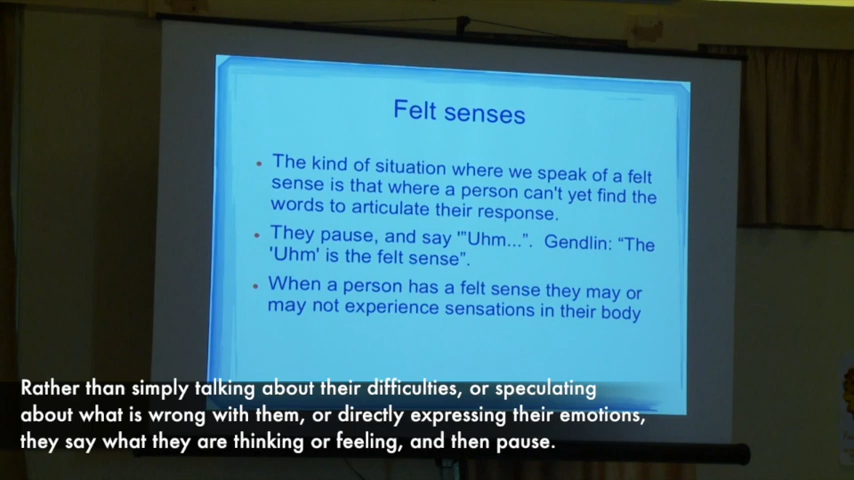 Felt senses
• The kind of situation where we speak of a felt
sense is that where a person can't yet find the
words to articulate their response.
• They pause, and say '"Uhm...". Gendlin: “The
'Uhm' is the felt sense”.
• When a person has a felt sense they may or
may not experience sensations in their body
Rather than simply talking about their difficulties, or speculating
about what is wrong with them, or directly expressing their emotions,
they say what they are thinking or feeling, and then pause.